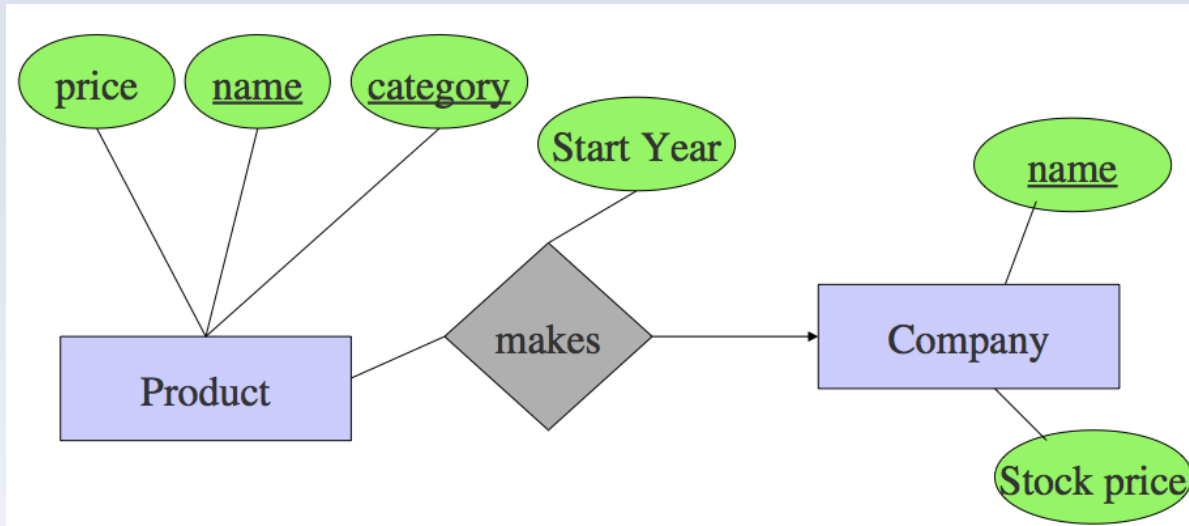 price
name
category
Start Year
name
makes
Company
Product
Stock price